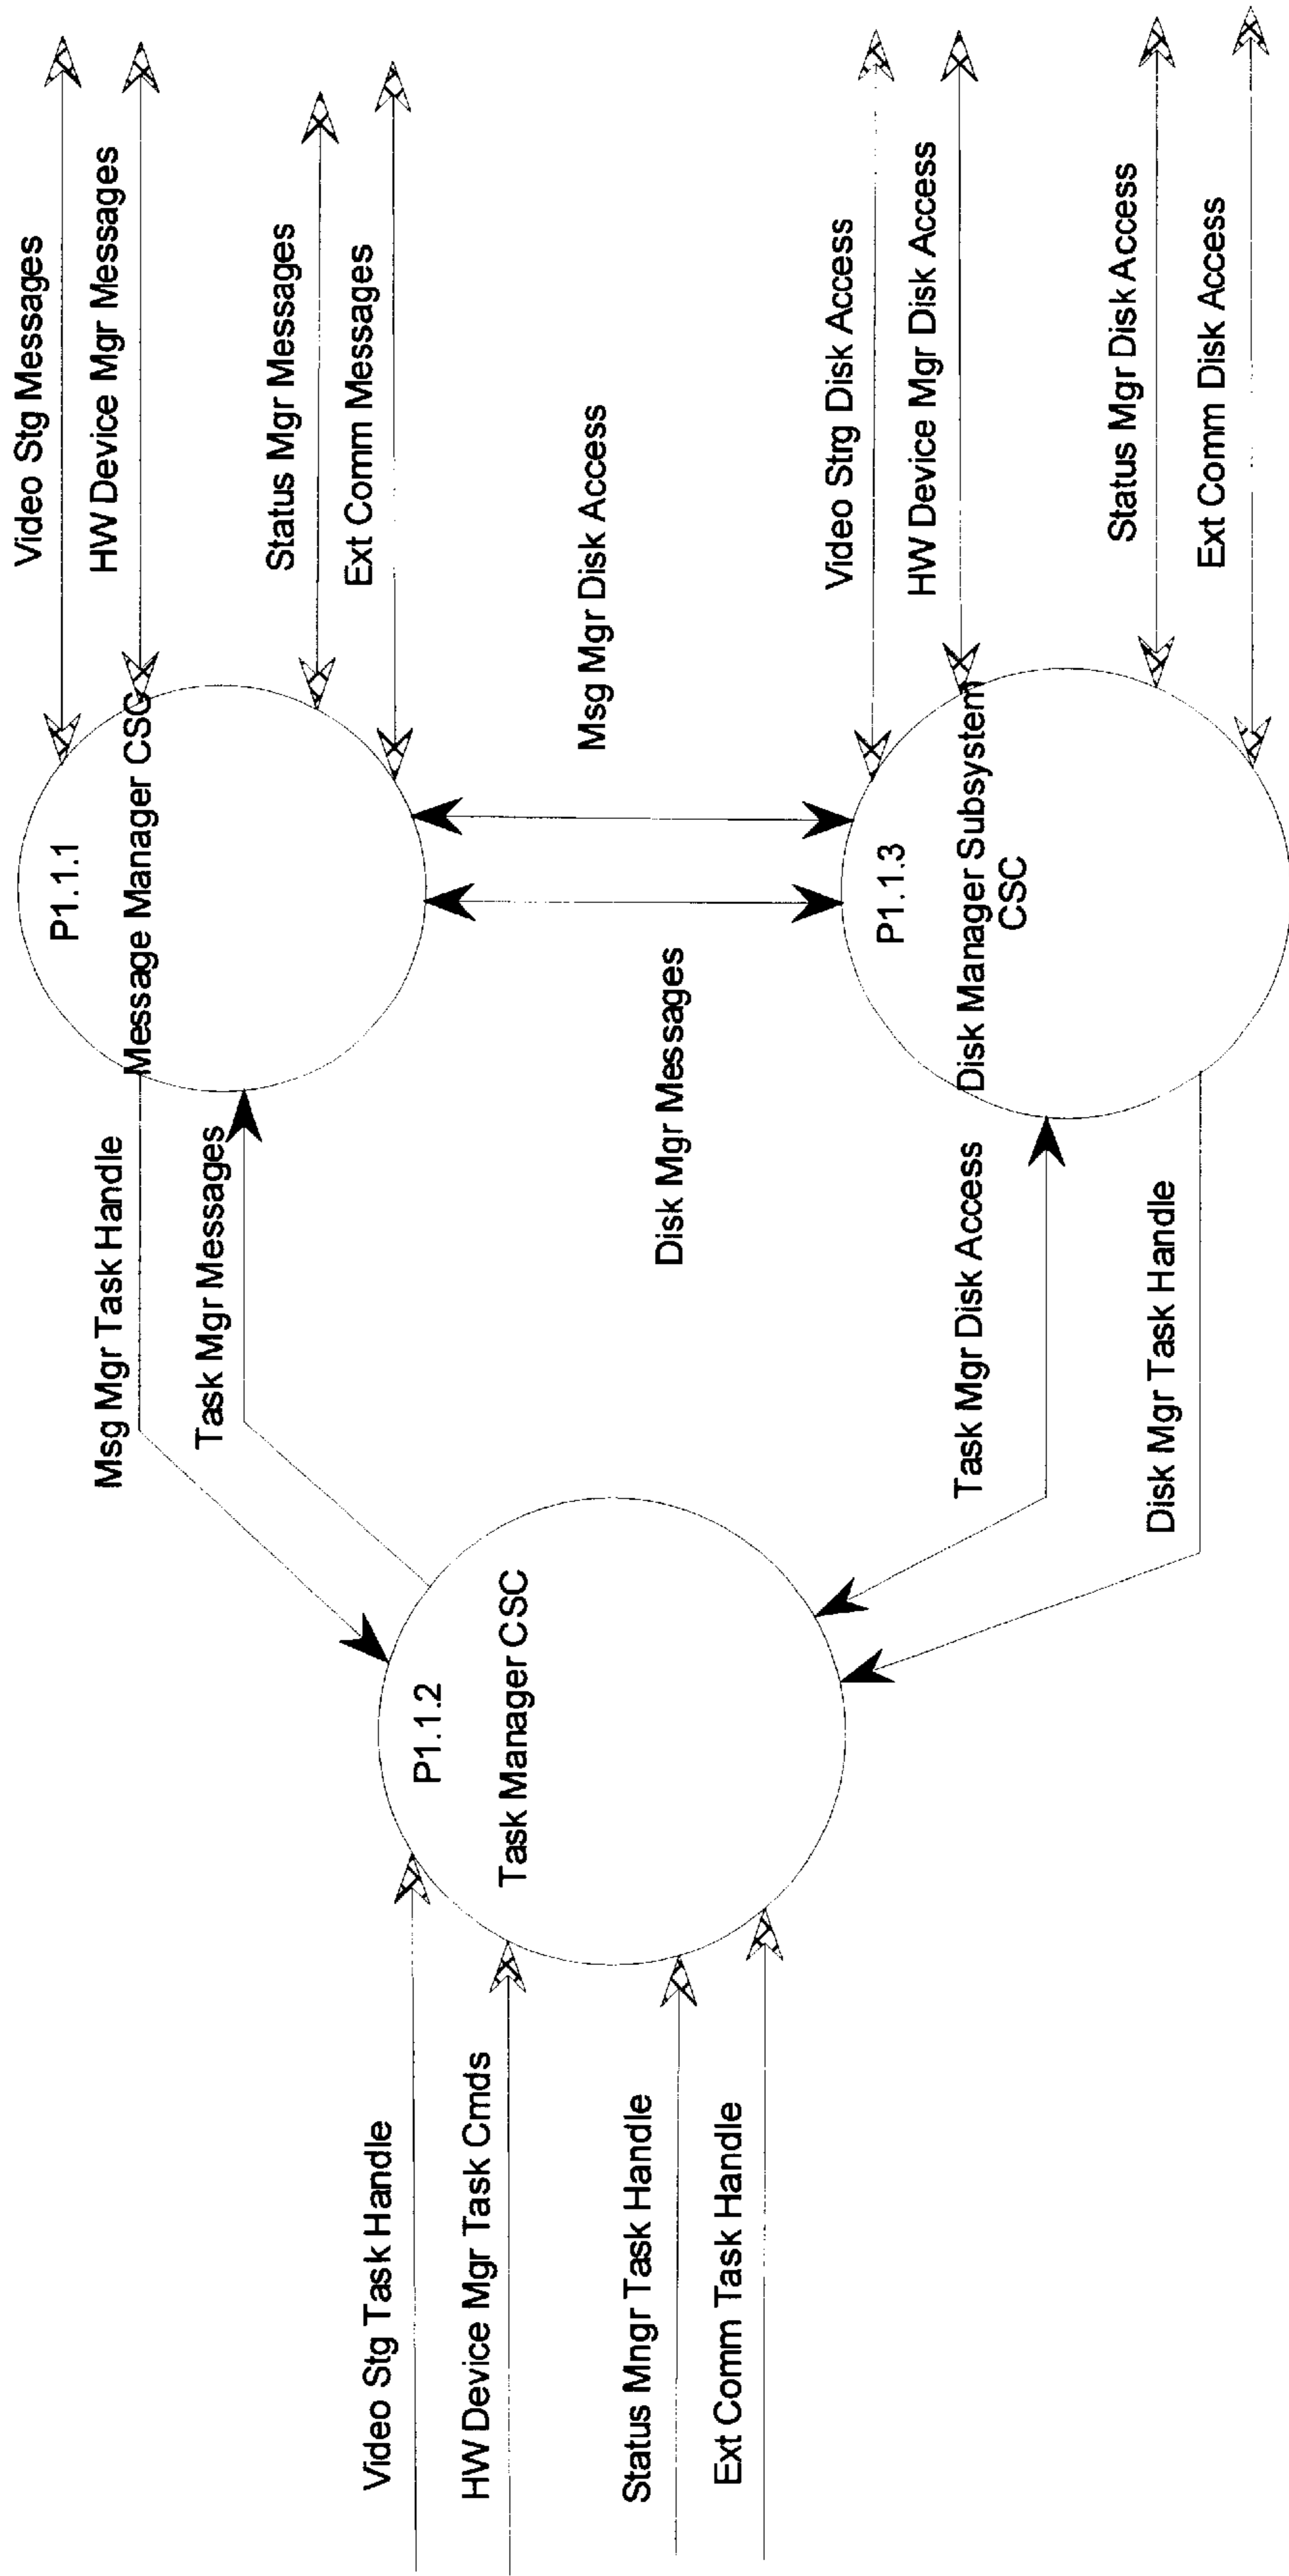 Video Stg Messages
HW Device Mgr Messages
Status Mgr Messages
Ext Comm Messages
P1.1.1
Message Manager CSC
Msg Mgr Task Handle
Task Mgr Messages
Msg Mgr Disk Access
Disk Mgr Messages
P1.1.2
Task Manager CSC
Video Stg Task Handle
HW Device Mgr Task Cmds
Status Mngr Task Handle
Ext Comm Task Handle
Video Strg Disk Access
HW Device Mgr Disk Access
Status Mgr Disk Access
Ext Comm Disk Access
P1.1.3
Disk Manager Subsystem
CSC
Task Mgr Disk Access
Disk Mgr Task Handle